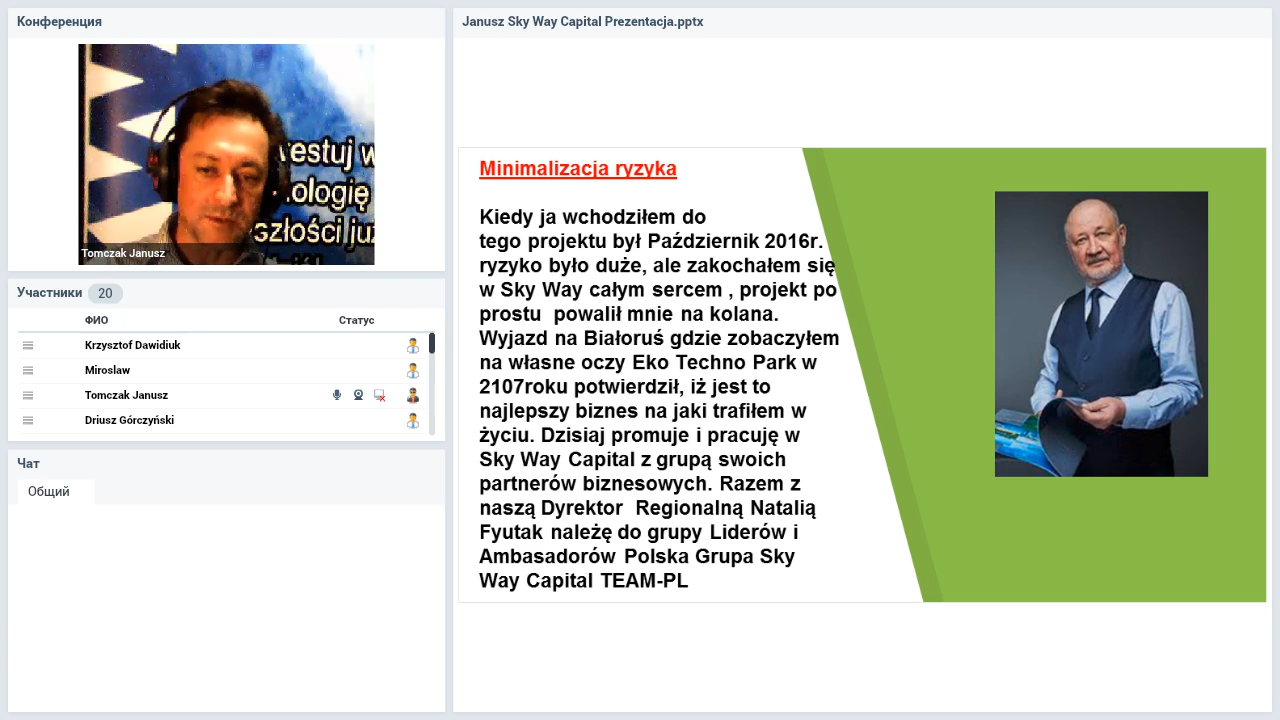 Конференция
estuj w
ologię
szłości już
Tomczak Janusz
Участники 20
ФИО Статус
Krzysztof Dawidiuk
Miroslaw
Tomczak Janusz
Driusz Górczyński
Чат
Общий
Janusz Sky Way Capital Prezentacja.pptx
Minimalizacja ryzyka
Kiedy ja wchodziłem do
tego projektu był Październik 2016r.
ryzyko było duże, ale zakochałem się
w Sky Way całym sercem , projekt po
prostu powalił mnie na kolana.
Wyjazd na Białoruś gdzie zobaczyłem
na własne oczy Eko Techno Park w
2107roku potwierdził, iż jest to
najlepszy biznes na jaki trafiłem w
życiu. Dzisiaj promuje i pracuję w
Sky Way Capital z grupą swoich
partnerów biznesowych. Razem z
naszą Dyrektor Regionalną Natalią
Fyutak należę do grupy Liderów i
Ambasadorów Polska Grupa Sky
Way Capital TEAM-PL